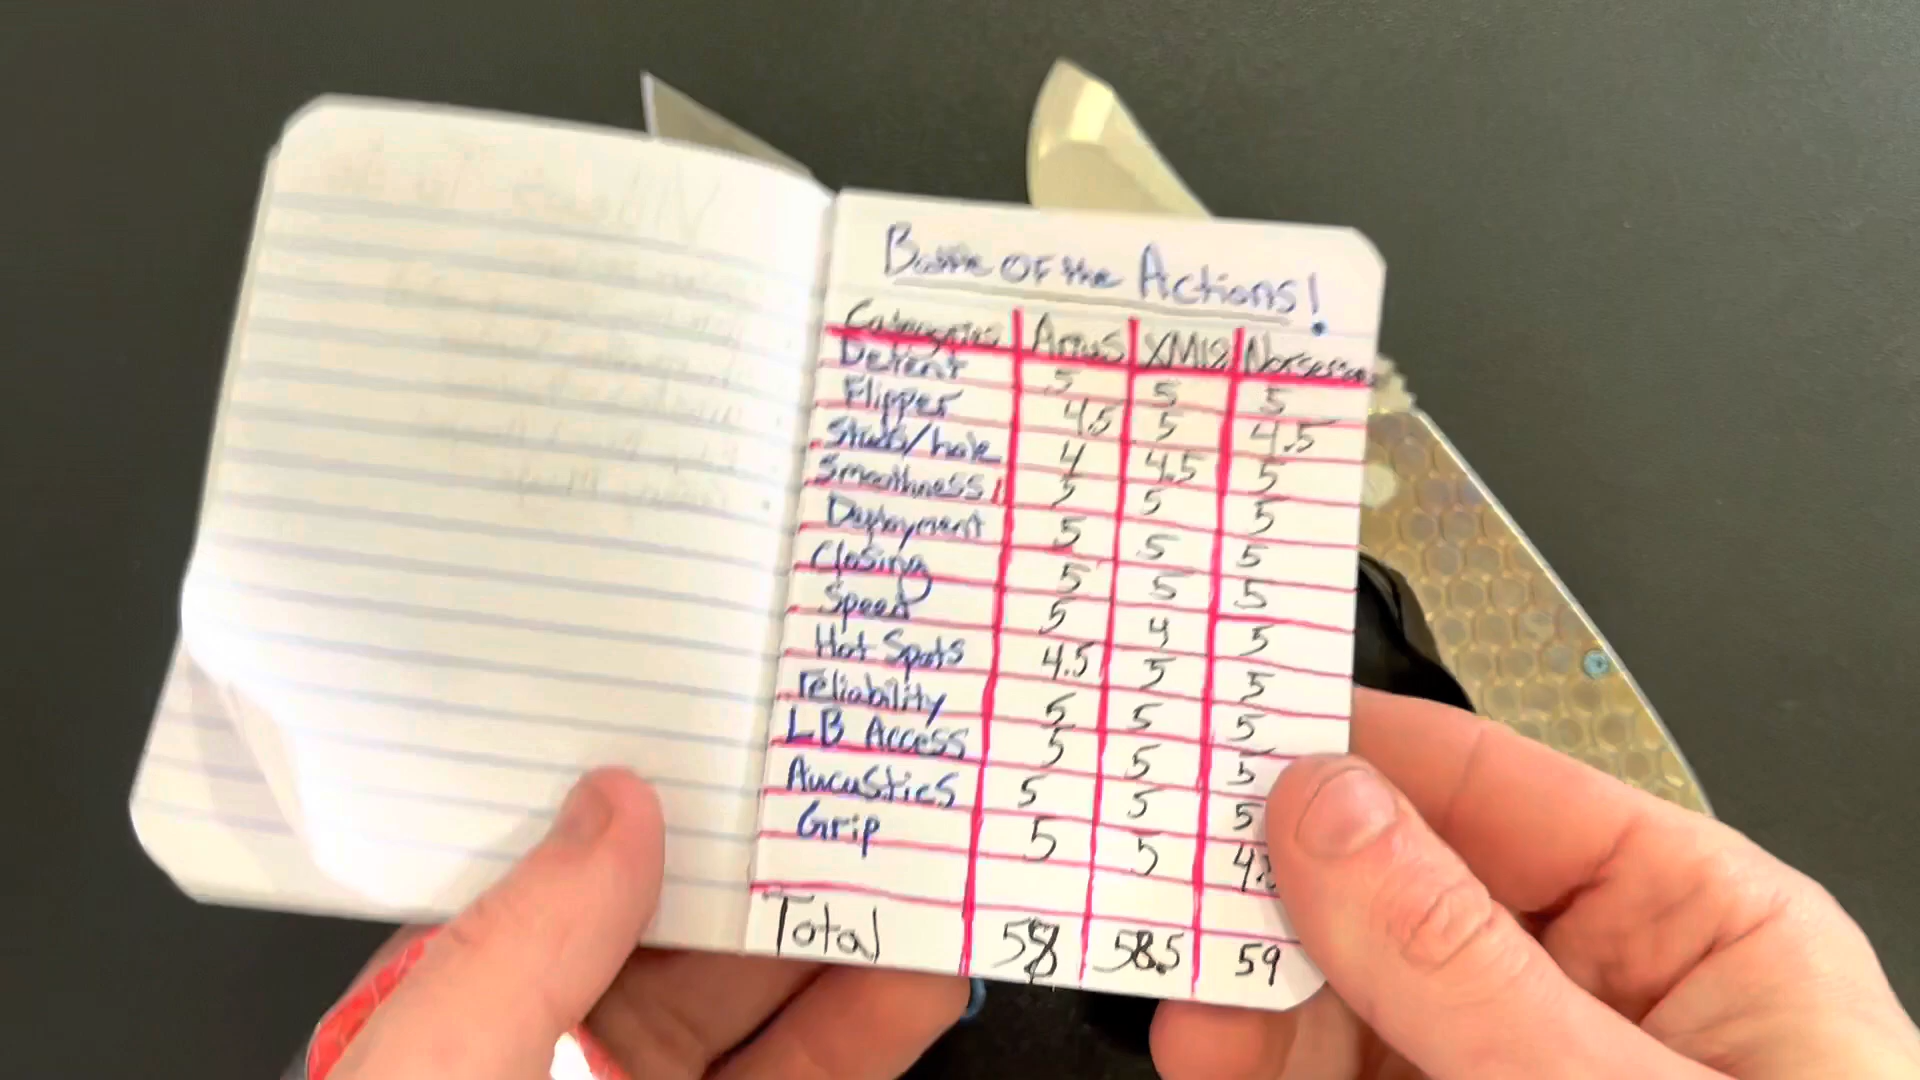 Battle of the Actions!
Categories Arius XM18 Norseman
Detent 5 5 5
Flipper 4.5 5 4.5
Studs/hole 4 4.5 5
Smoothness 5 5 5
Deployment 5 5 5
Closing 5 5 5
Speed 5 4 5
Hot Spots 4.5 5 5
reliability 5 5 5
LB Access 5 5 5
Aucustics 5 5 5
Grip 5 5
Total 58 58.5 59